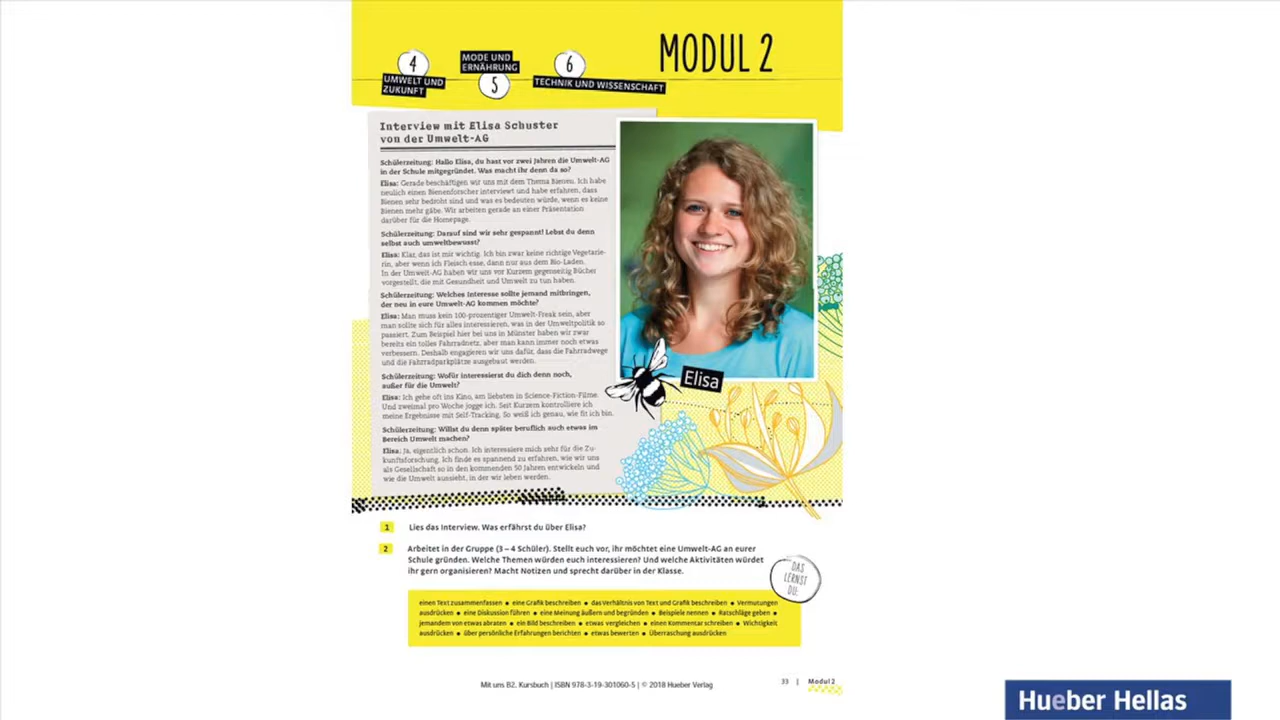 MODUL 2
4
UMWELT UND
ZUKUNFT
MODE UND
ERNÄHRUNG
5
6
TECHNIK UND WISSENSCHAFT
Interview mit Elisa Schuster
von der Umwelt-AG
Schülerzeitung: Hallo Elisa, du hast vor zwei Jahren die Umwelt-AG
in der Schule mitgegründet. Was macht ihr denn da so?
Elisa: Gerade beschäftigen wir uns mit dem Thema Bienen. Ich habe
neulich einen Bienenforscher interviewt und habe erfahren, dass
Bienen sehr bedroht sind und was es bedeuten würde, wenn es keine
Bienen mehr gäbe. Wir arbeiten gerade an einer Präsentation
darüber für die Homepage.
Schülerzeitung: Darauf sind wir sehr gespannt! Lebst du denn
selbst auch umweltbewusst?
Elisa: Klar, das ist mir wichtig. Ich bin zwar keine richtige Vegetarie-
rin, aber wenn ich Fleisch esse, dann nur aus dem Bio-Laden.
In der Umwelt-AG haben wir uns vor Kurzem gegenseitig Bücher
vorgestellt, die mit Gesundheit und Umwelt zu tun haben.
Schülerzeitung: Welches Interesse sollte jemand mitbringen,
der neu in eure Umwelt-AG kommen möchte?
Elisa: Man muss kein 100-prozentiger Umwelt-Freak sein, aber
man sollte sich für alles interessieren, was in der Umweltpolitik so
passiert. Zum Beispiel hier bei uns in Münster haben wir zwar
bereits ein tolles Fahrradnetz, aber man kann immer noch etwas
verbessern. Deshalb engagieren wir uns dafür, dass die Fahrradwege
und die Fahrradparkplätze ausgebaut werden.
Schülerzeitung: Wofür interessierst du dich denn noch,
außer für die Umwelt?
Elisa: Ich gehe oft ins Kino, am liebsten in Science-Fiction-Filme.
Und zweimal pro Woche jogge ich. Seit Kurzem kontrolliere ich
meine Ergebnisse mit Self-Tracking. So weiß ich genau, wie fit ich bin.
Schülerzeitung: Willst du denn später beruflich auch etwas im
Bereich Umwelt machen?
Elisa: Ja, eigentlich schon. Ich interessiere mich sehr für die Zu-
kunftsforschung. Ich finde es spannend zu erfahren, wie wir uns
als Gesellschaft so in den kommenden 50 Jahren entwickeln und
wie die Umwelt aussieht, in der wir leben werden.
Elisa
1 Lies das Interview. Was erfährst du über Elisa?
2 Arbeitet in der Gruppe (3 – 4 Schüler). Stellt euch vor, ihr möchtet eine Umwelt-AG an eurer
Schule gründen. Welche Themen würden euch interessieren? Und welche Aktivitäten würdet
ihr gern organisieren? Macht Notizen und sprecht darüber in der Klasse.
DAS
LERNST
DU:
einen Text zusammenfassen ● eine Grafik beschreiben ● das Verhältnis von Text und Grafik beschreiben ● Vermutungen
ausdrücken ● eine Diskussion führen ● eine Meinung äußern und begründen ● Beispiele nennen ● Ratschläge geben ●
jemandem von etwas abraten ● ein Bild beschreiben ● etwas vergleichen ● einen Kommentar schreiben ● Wichtigkeit
ausdrücken ● über persönliche Erfahrungen berichten ● etwas bewerten ● Überraschung ausdrücken
Mit uns B2. Kursbuch | ISBN 978-3-19-301060-5 | © 2018 Hueber Verlag
33 | Modul 2
Hueber Hellas